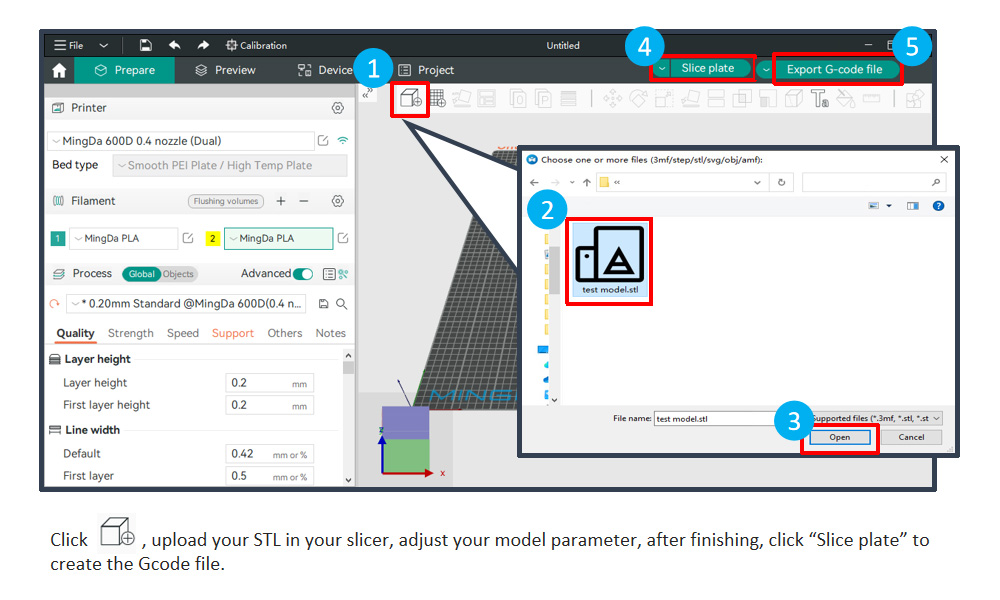 File
Calibration
Untitled
4
5
Prepare
Preview
Device
1
Project
Slice plate
Export G-code file
Printer
MingDa 600D 0.4 nozzle (Dual)
Bed type
Smooth PEI Plate / High Temp Plate
Filament
Flushing volumes
1
MingDa PLA
2
MingDa PLA
Process
Global
Objects
Advanced
* 0.20mm Standard @MingDa 600D(0.4 n...
Quality
Strength
Speed
Support
Others
Notes
Layer height
Layer height
0.2 mm
First layer height
0.2 mm
Line width
Default
0.42 mm or %
First layer
0.5 mm or %
z
x
Choose one or more files (3mf/step/stl/svg/obj/amf):
2
test model.stl
File name: test model.stl
Supported files (*.3mf, *.stl, *.st
3
Open
Cancel
Click , upload your STL in your slicer, adjust your model parameter, after finishing, click “Slice plate” to
create the Gcode file.